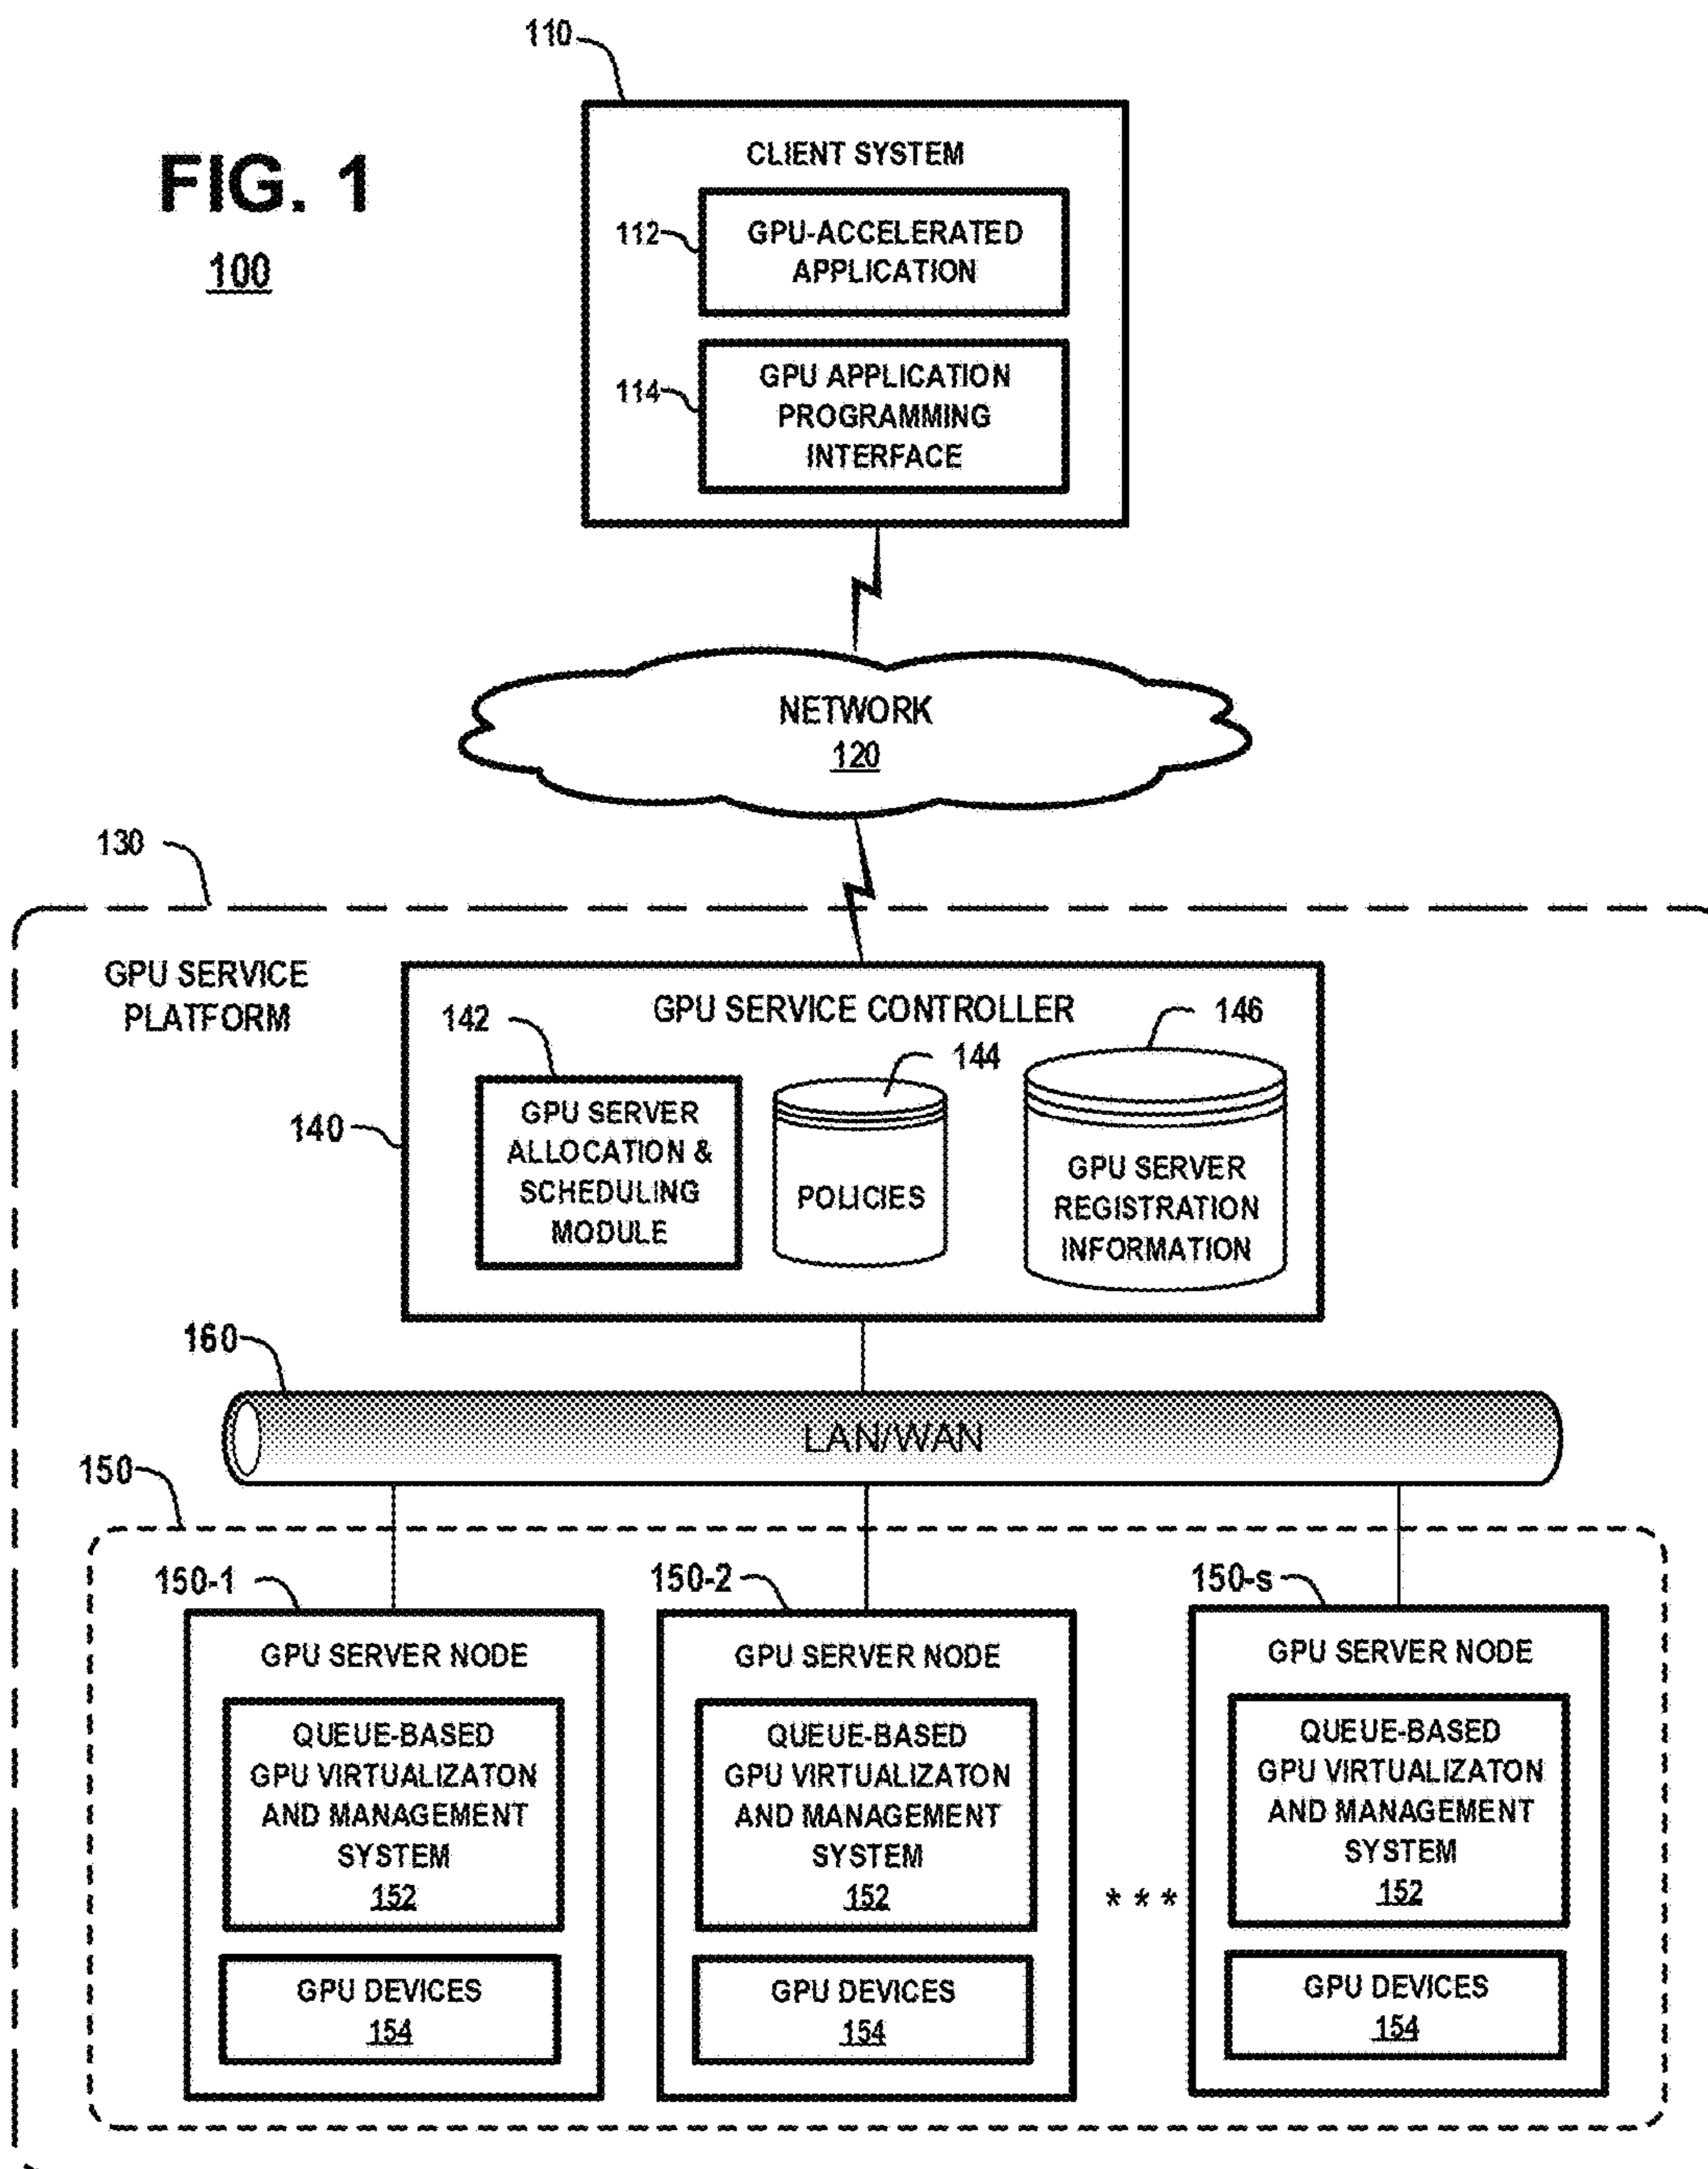 110
FIG. 1
100
CLIENT SYSTEM
112
GPU-ACCELERATED
APPLICATION
114
GPU APPLICATION
PROGRAMMING
INTERFACE
NETWORK
120
130
GPU SERVICE
PLATFORM
GPU SERVICE CONTROLLER
142
144
146
140
GPU SERVER
ALLOCATION &
SCHEDULING
MODULE
POLICIES
GPU SERVER
REGISTRATION
INFORMATION
160
LAN/WAN
150
150-1
GPU SERVER NODE
QUEUE-BASED
GPU VIRTUALIZATON
AND MANAGEMENT
SYSTEM
152
GPU DEVICES
154
150-2
GPU SERVER NODE
QUEUE-BASED
GPU VIRTUALIZATON
AND MANAGEMENT
SYSTEM
152
GPU DEVICES
154
* * *
150-s
GPU SERVER NODE
QUEUE-BASED
GPU VIRTUALIZATON
AND MANAGEMENT
SYSTEM
152
GPU DEVICES
154